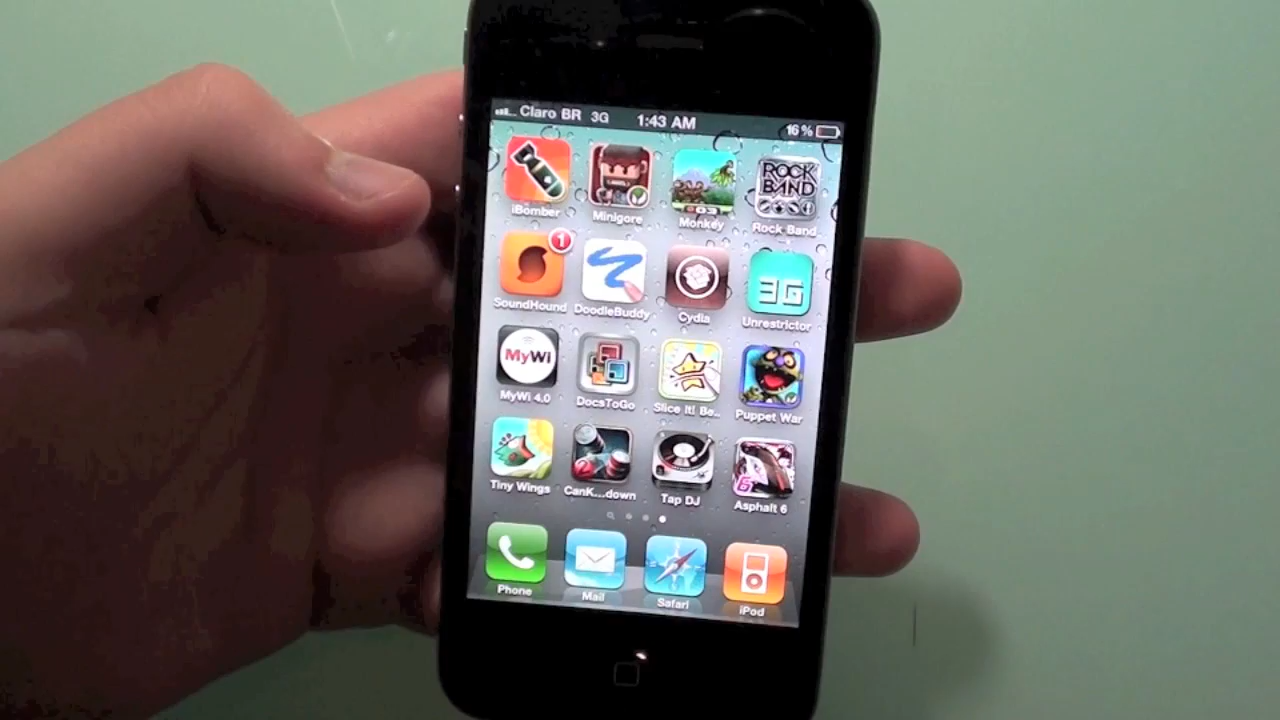 Claro BR 3G 1:43 AM 16%
iBomber Minigore Monkey Rock Band
ROCK BAND
1
SoundHound DoodleBuddy Cydia Unrestrictor
3G
MyWi
MyWi 4.0 DocsToGo Slice It! Be... Puppet War
6
Tiny Wings CanK...down Tap DJ Asphalt 6
Phone Mail Safari iPod